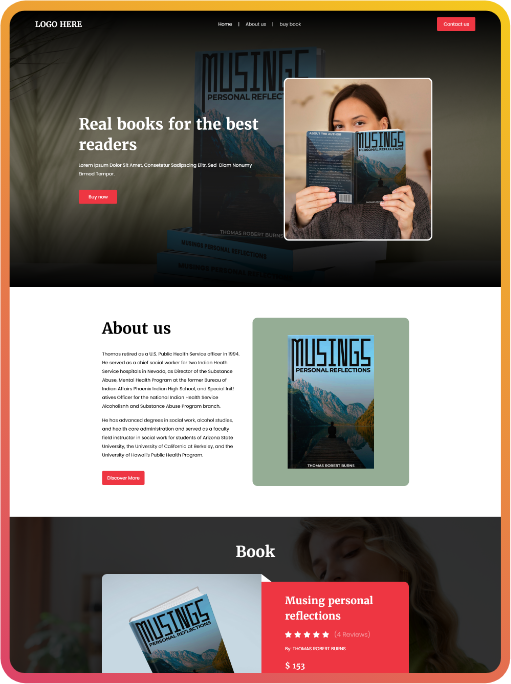 LOGO HERE
Home | About us | buy book
Contact us
MUSINGS
PERSONAL REFLEC
Real books for the best
readers
Lorem Ipsum Dolor Sit Amet, Consetetur Sadipscing Elitr, Sed Diam Nonumy
Eirmod Tempor.
Buy now
MUSINGS
THOMAS ROBERT BURNS
MUSINGS PERSONAL REFLECTIONS
About us
Thomas retired as a U.S. Public Health Service officer in 1994.
He served as a chief social worker for two Indian Health
Service hospitals in Nevada, as Director of the Substance
Abuse, Mental Health Program at the former Bureau of
Indian Affairs Phoenix Indian High School, and Special Initi
atives Officer for the national Indian Health Service
Alcoholism and Substance Abuse Program branch.
He has advanced degrees in social work, alcohol studies,
and health care administration and served as a faculty
field instructor in social work for students of Arizona State
University, the University of California at Berkeley, and the
University of Hawai'i Public Health Program.
Discover More
MUSINGS
PERSONAL REFLECTIONS
THOMAS ROBERT BURNS
Book
MUSINGS
PERSONAL REFLECTIONS
Musing personal
reflections
(4 Reviews)
By: THOMAS ROBERT BURNS
$ 153